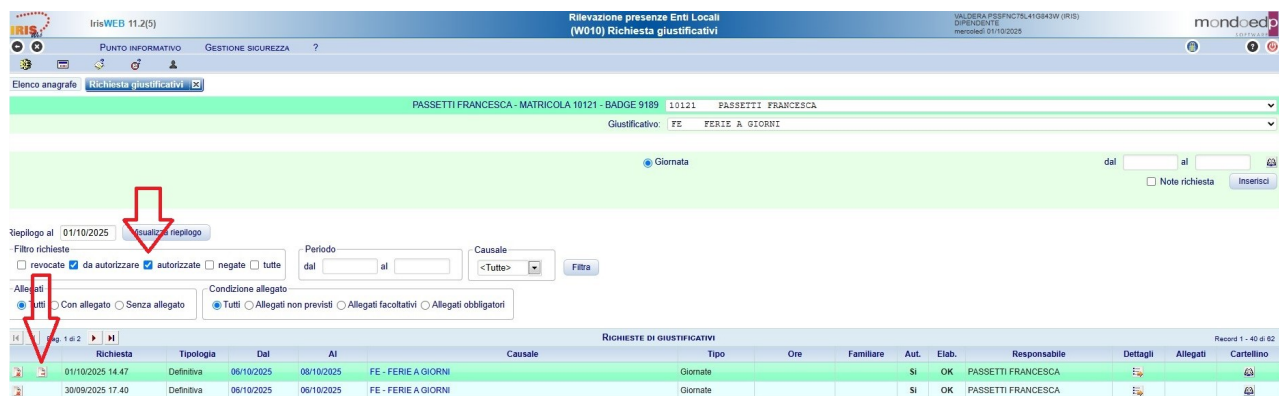 IRIS WEB
IrisWEB 11.2(5)
Rilevazione presenze Enti Locali
(W010) Richiesta giustificativi
VALDERA PSSFNC75L41G843W (IRIS)
DIPENDENTE
mercoledì 01/10/2025
mondoedp
SOFTWARE
PUNTO INFORMATIVO GESTIONE SICUREZZA ?
Elenco anagrafe Richiesta giustificativi
PASSETTI FRANCESCA - MATRICOLA 10121 - BADGE 9189 10121 PASSETTI FRANCESCA
Giustificativo: FE FERIE A GIORNI
Giornata dal al
Note richiesta Inserisci
Riepilogo al 01/10/2025 Visualizza riepilogo
Filtro richieste Periodo Causale
revocate da autorizzare autorizzate negate tutte dal al <Tutte> Filtra
Allegati Condizione allegato
Tutti Con allegato Senza allegato Tutti Allegati non previsti Allegati facoltativi Allegati obbligatori
Pag. 1 di 2 RICHIESTE DI GIUSTIFICATIVI Record 1 - 40 di 62
Richiesta Tipologia Dal Al Causale Tipo Ore Familiare Aut. Elab. Responsabile Dettagli Allegati Cartellino
01/10/2025 14.47 Definitiva 06/10/2025 08/10/2025 FE - FERIE A GIORNI Giornate Si OK PASSETTI FRANCESCA
30/09/2025 17.40 Definitiva 06/10/2025 06/10/2025 FE - FERIE A GIORNI Giornate Si OK PASSETTI FRANCESCA